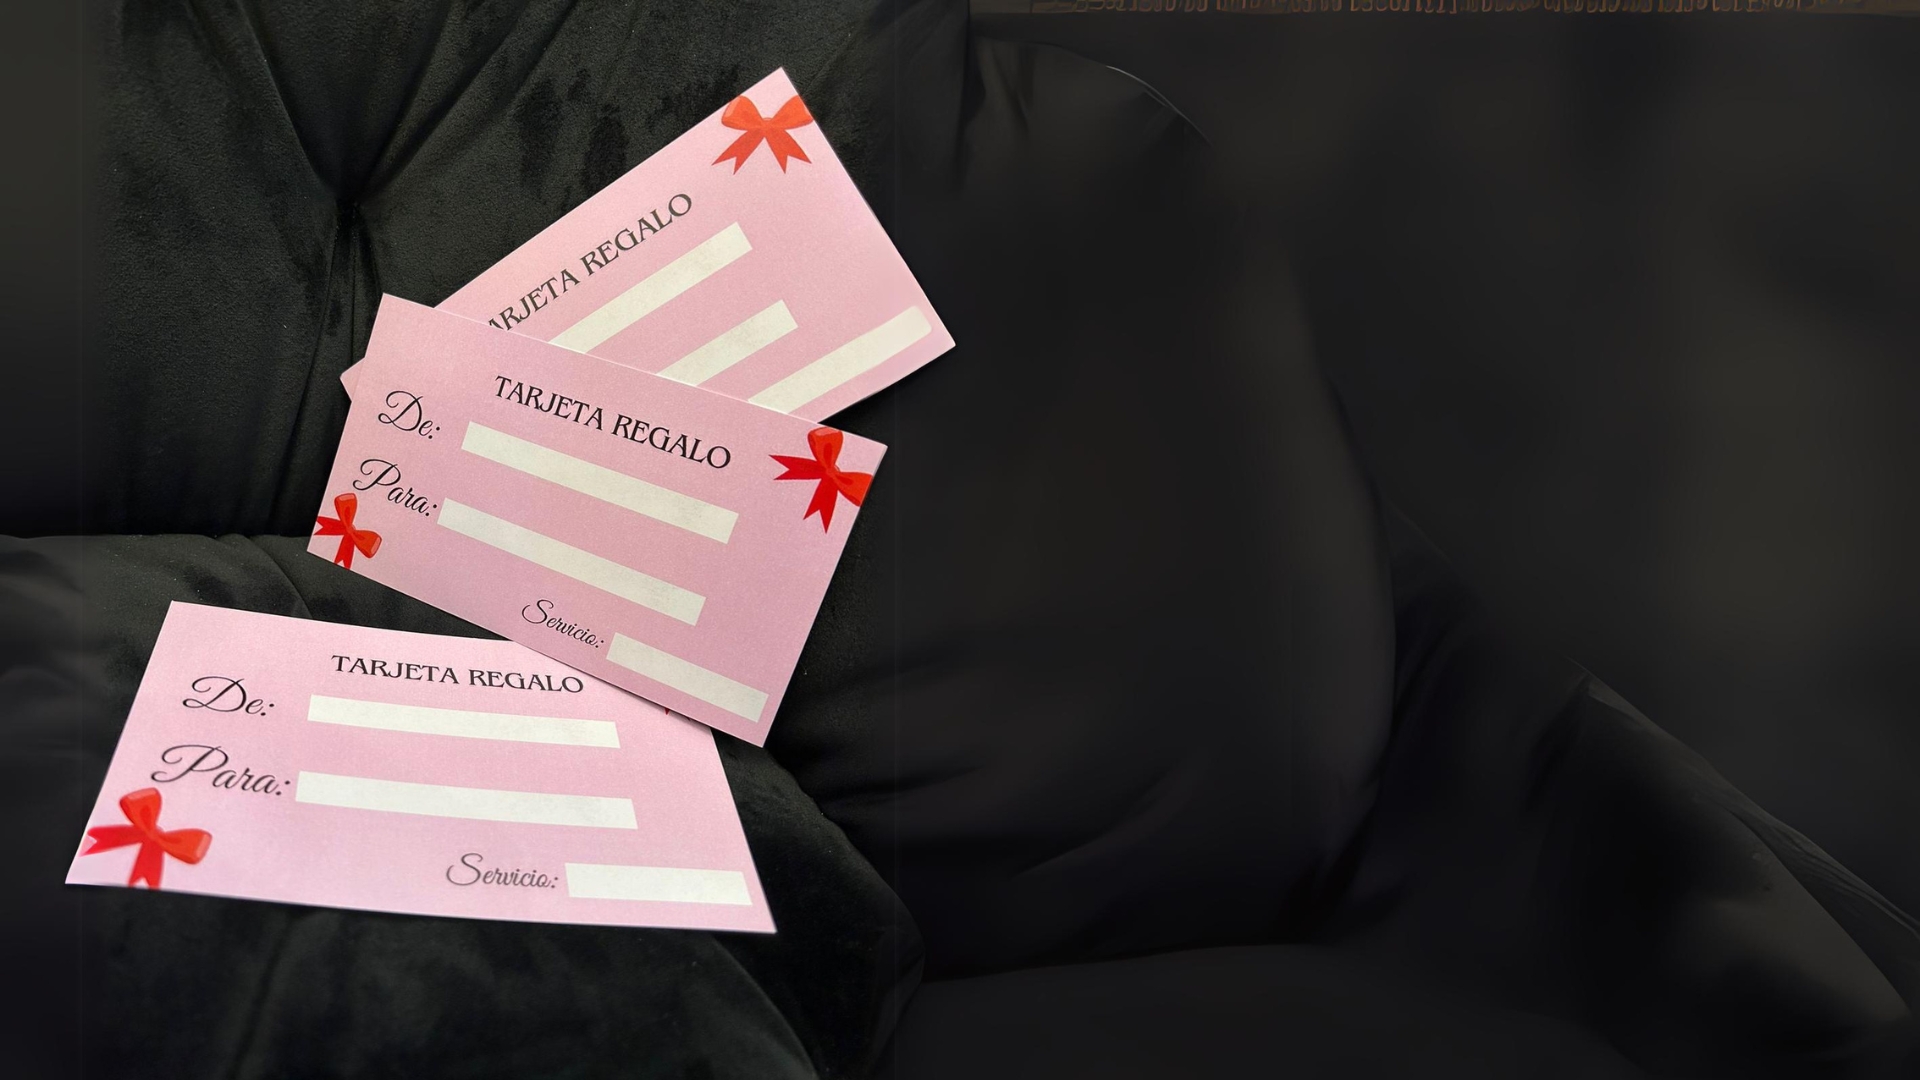 TARJETA REGALO
TARJETA REGALO
De:
Para:
Servicio:
TARJETA REGALO
De:
Para:
Servicio: